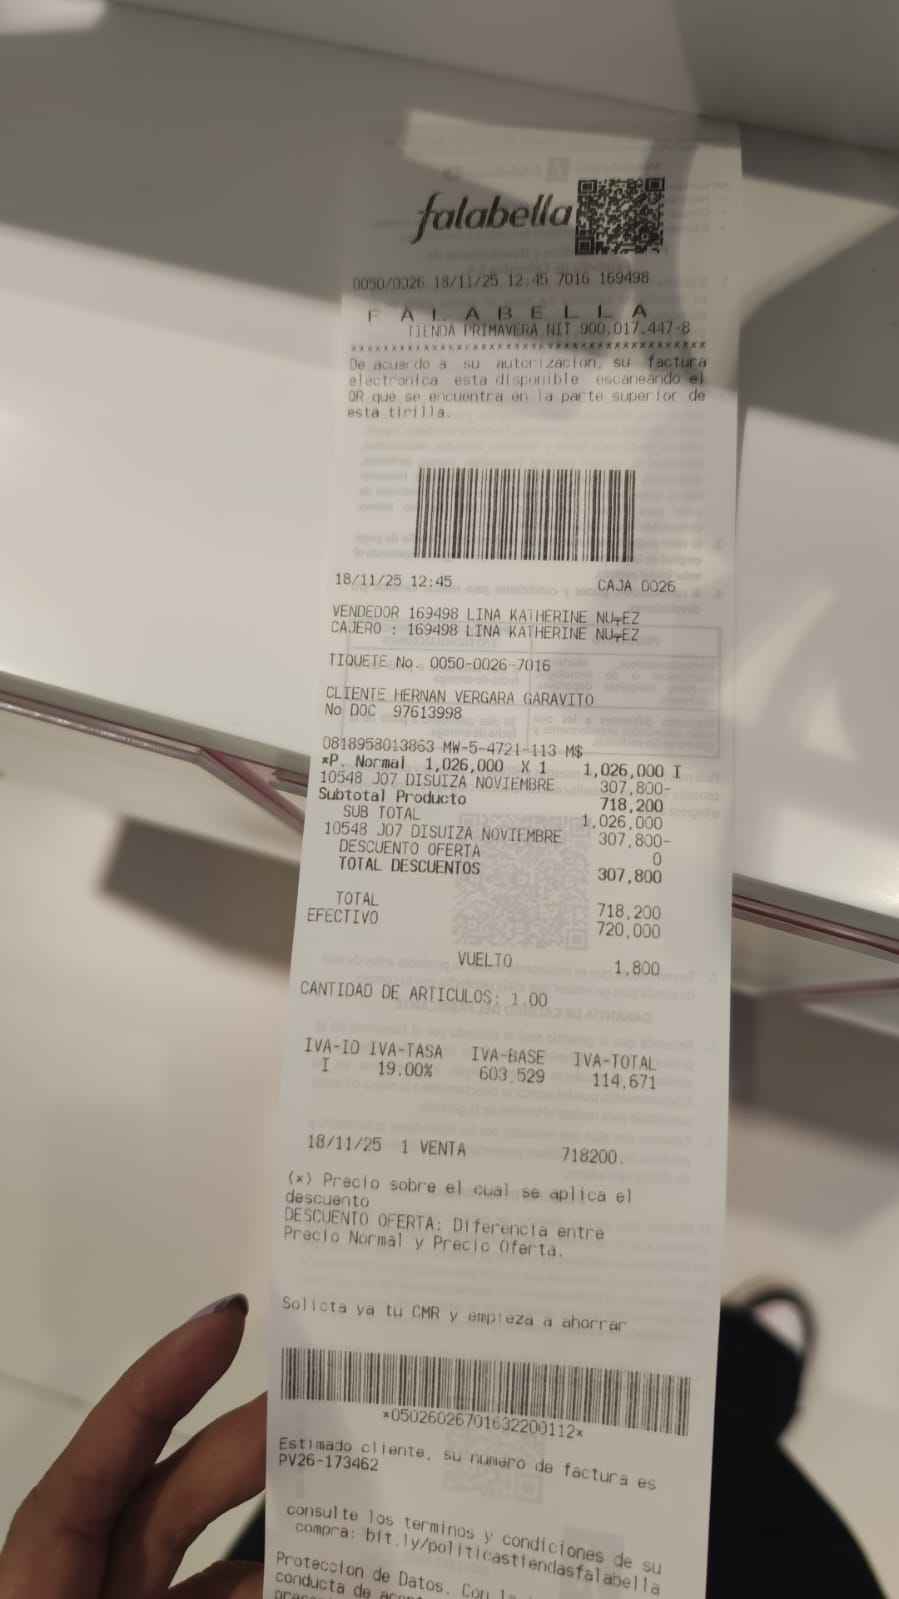 falabella
0050/0026 18/11/25 12:45 7016 169498
F A L A B E L L A
TIENDA PRIMAVERA NIT 900.017.447-8
******************************************
De acuerdo a su autorizacion, su factura
electronica esta disponible escaneando el
QR que se encuentra en la parte superior de
esta tirilla.
18/11/25 12:45 CAJA 0026
VENDEDOR 169498 LINA KATHERINE NU╤EZ
CAJERO : 169498 LINA KATHERINE NU╤EZ
TIQUETE No. 0050-0026-7016
CLIENTE HERNAN VERGARA GARAVITO
No DOC 97613998
0818958013863 MW-5-4721-113 M$
*P. Normal 1,026,000 X 1 1,026,000 I
10548 J07 DISUIZA NOVIEMBRE 307,800-
Subtotal Producto 718,200
SUB TOTAL 1,026,000
10548 J07 DISUIZA NOVIEMBRE 307,800-
DESCUENTO OFERTA 0
TOTAL DESCUENTOS 307,800
TOTAL 718,200
EFECTIVO 720,000
VUELTO 1,800
CANTIDAD DE ARTICULOS: 1.00
IVA-ID IVA-TASA IVA-BASE IVA-TOTAL
I 19.00% 603,529 114,671
18/11/25 1 VENTA 718200.
(*) Precio sobre el cual se aplica el
descuento
DESCUENTO OFERTA: Diferencia entre
Precio Normal y Precio Oferta.
Solicta ya tu CMR y empieza a ahorrar
*05026026701632200112*
Estimado cliente, su numero de factura es
PV26-173462
consulte los terminos y condiciones de su
compra: bit.ly/politicastiendasfalabella
Proteccion de Datos. Con
conducta de